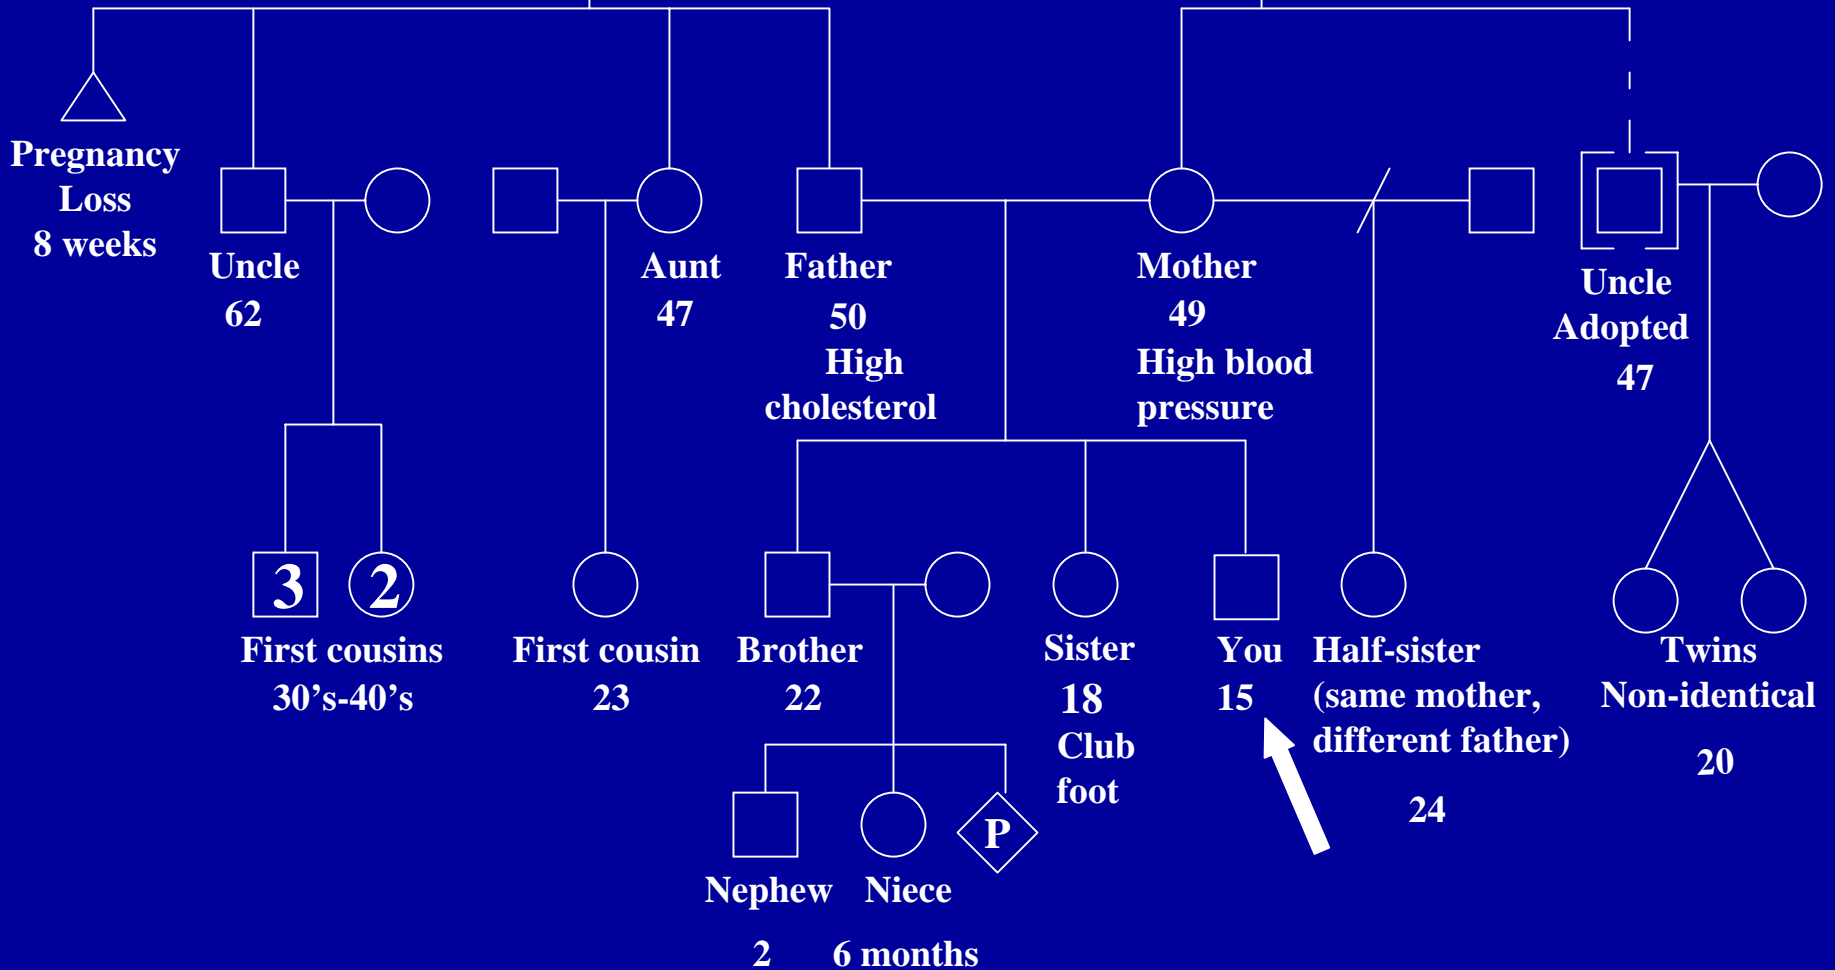 Pregnancy
Loss
8 weeks
Uncle
62
Aunt
47
Father
50
High
cholesterol
Mother
49
High blood
pressure
Uncle
Adopted
47
3
2
First cousins
30’s-40’s
First cousin
23
Brother
22
Sister
18
Club
foot
You
15
Half-sister
(same mother,
different father)
24
Twins
Non-identical
20
Nephew
2
Niece
6 months
P